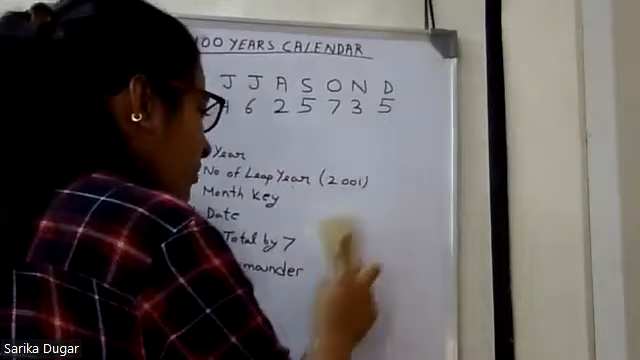 100 YEARS CALENDAR
J J A S O N D
4 6 2 5 7 3 5
Year
No of Leap Year (2001)
Month Key
Date
Total by 7
Sarika Dugar